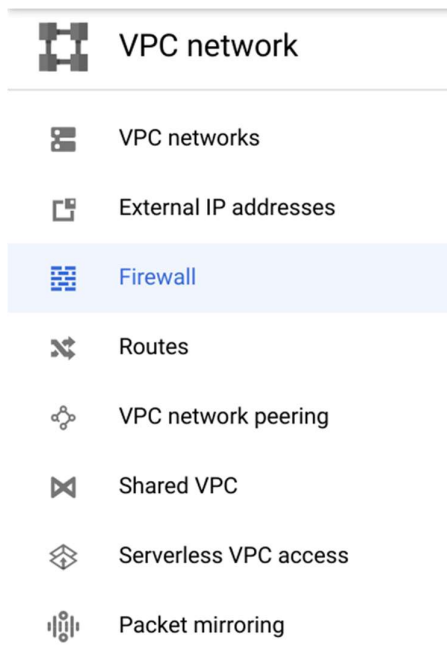 VPC network
VPC networks
External IP addresses
Firewall
Routes
VPC network peering
Shared VPC
Serverless VPC access
Packet mirroring